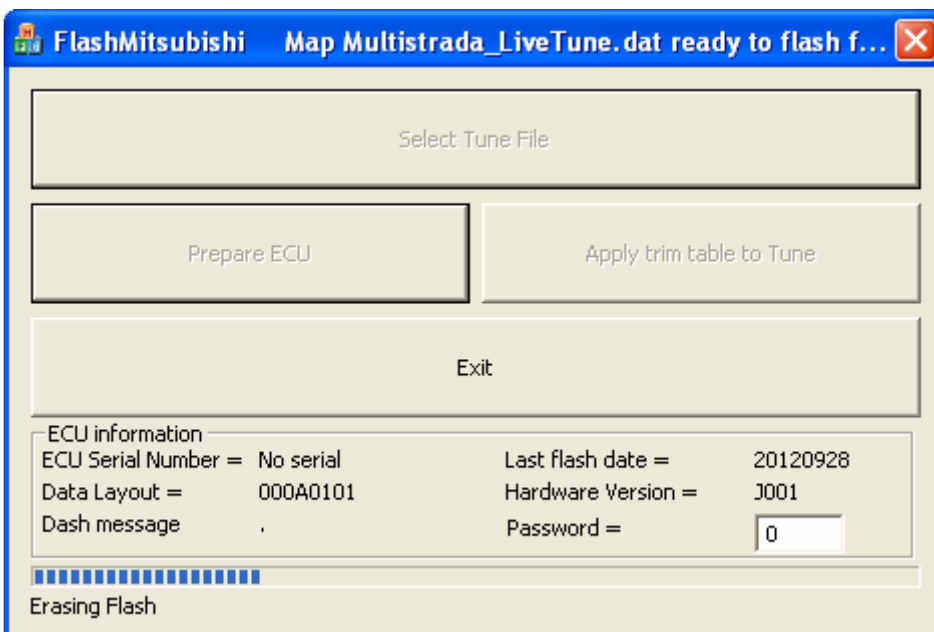 FlashMitsubishi Map Multistrada_LiveTune.dat ready to flash f...
Select Tune File
Prepare ECU
Apply trim table to Tune
Exit
ECU information
ECU Serial Number = No serial
Last flash date = 20120928
Data Layout = 000A0101
Hardware Version = J001
Dash message .
Password = 0
Erasing Flash